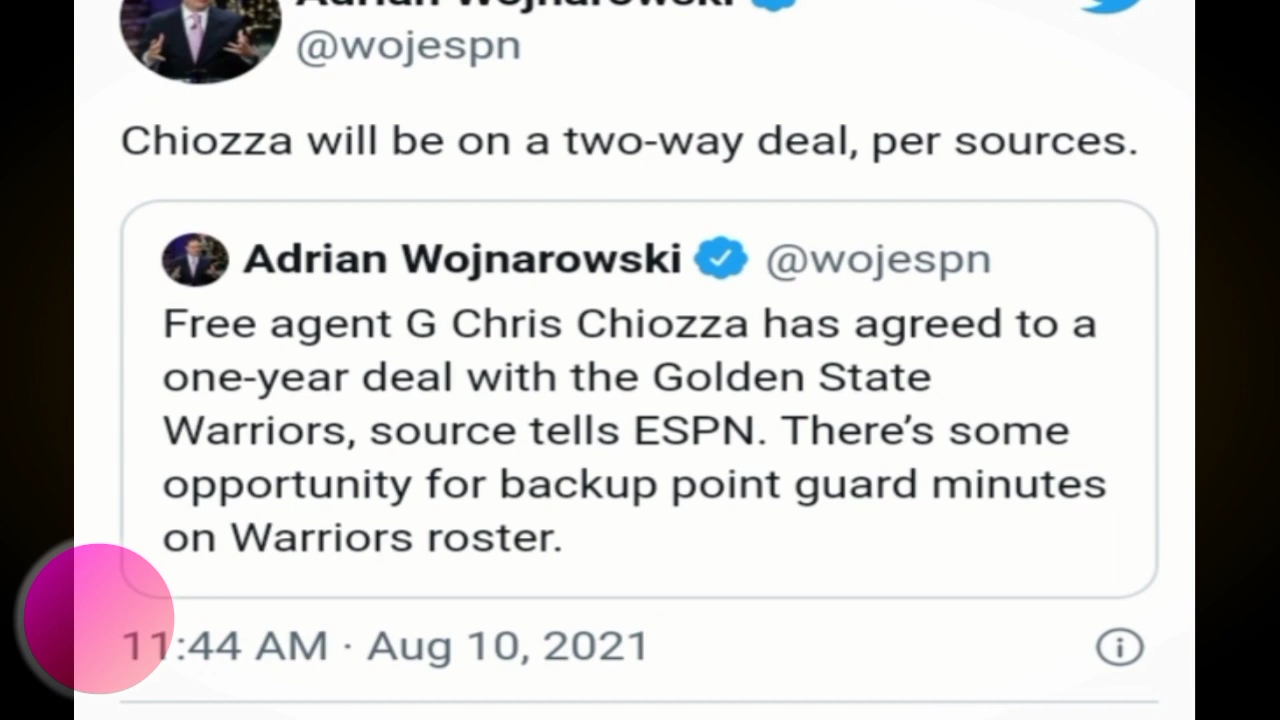 Adrian Wojnarowski
@wojespn
Chiozza will be on a two-way deal, per sources.
Adrian Wojnarowski @wojespn
Free agent G Chris Chiozza has agreed to a
one-year deal with the Golden State
Warriors, source tells ESPN. There’s some
opportunity for backup point guard minutes
on Warriors roster.
11:44 AM · Aug 10, 2021